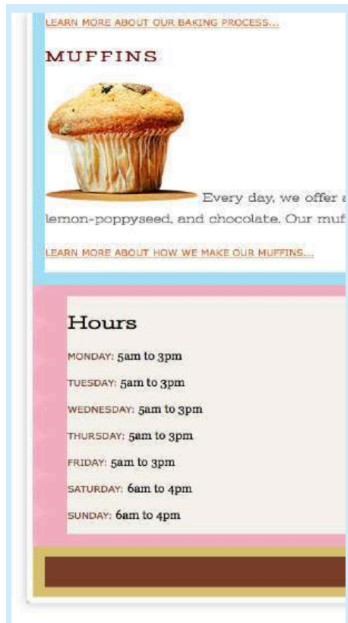 LEARN MORE ABOUT OUR BAKING PROCESS...
MUFFINS
Every day, we offer
lemon-poppyseed, and chocolate. Our
LEARN MORE ABOUT HOW WE MAKE OUR MUFFINS...
Hours
MONDAY: 5am to 3pm
TUESDAY: 5am to 3pm
WEDNESDAY: 5am to 3pm
THURSDAY: 5am to 3pm
FRIDAY: 5am to 3pm
SATURDAY: 6am to 4pm
SUNDAY: 6am to 4pm